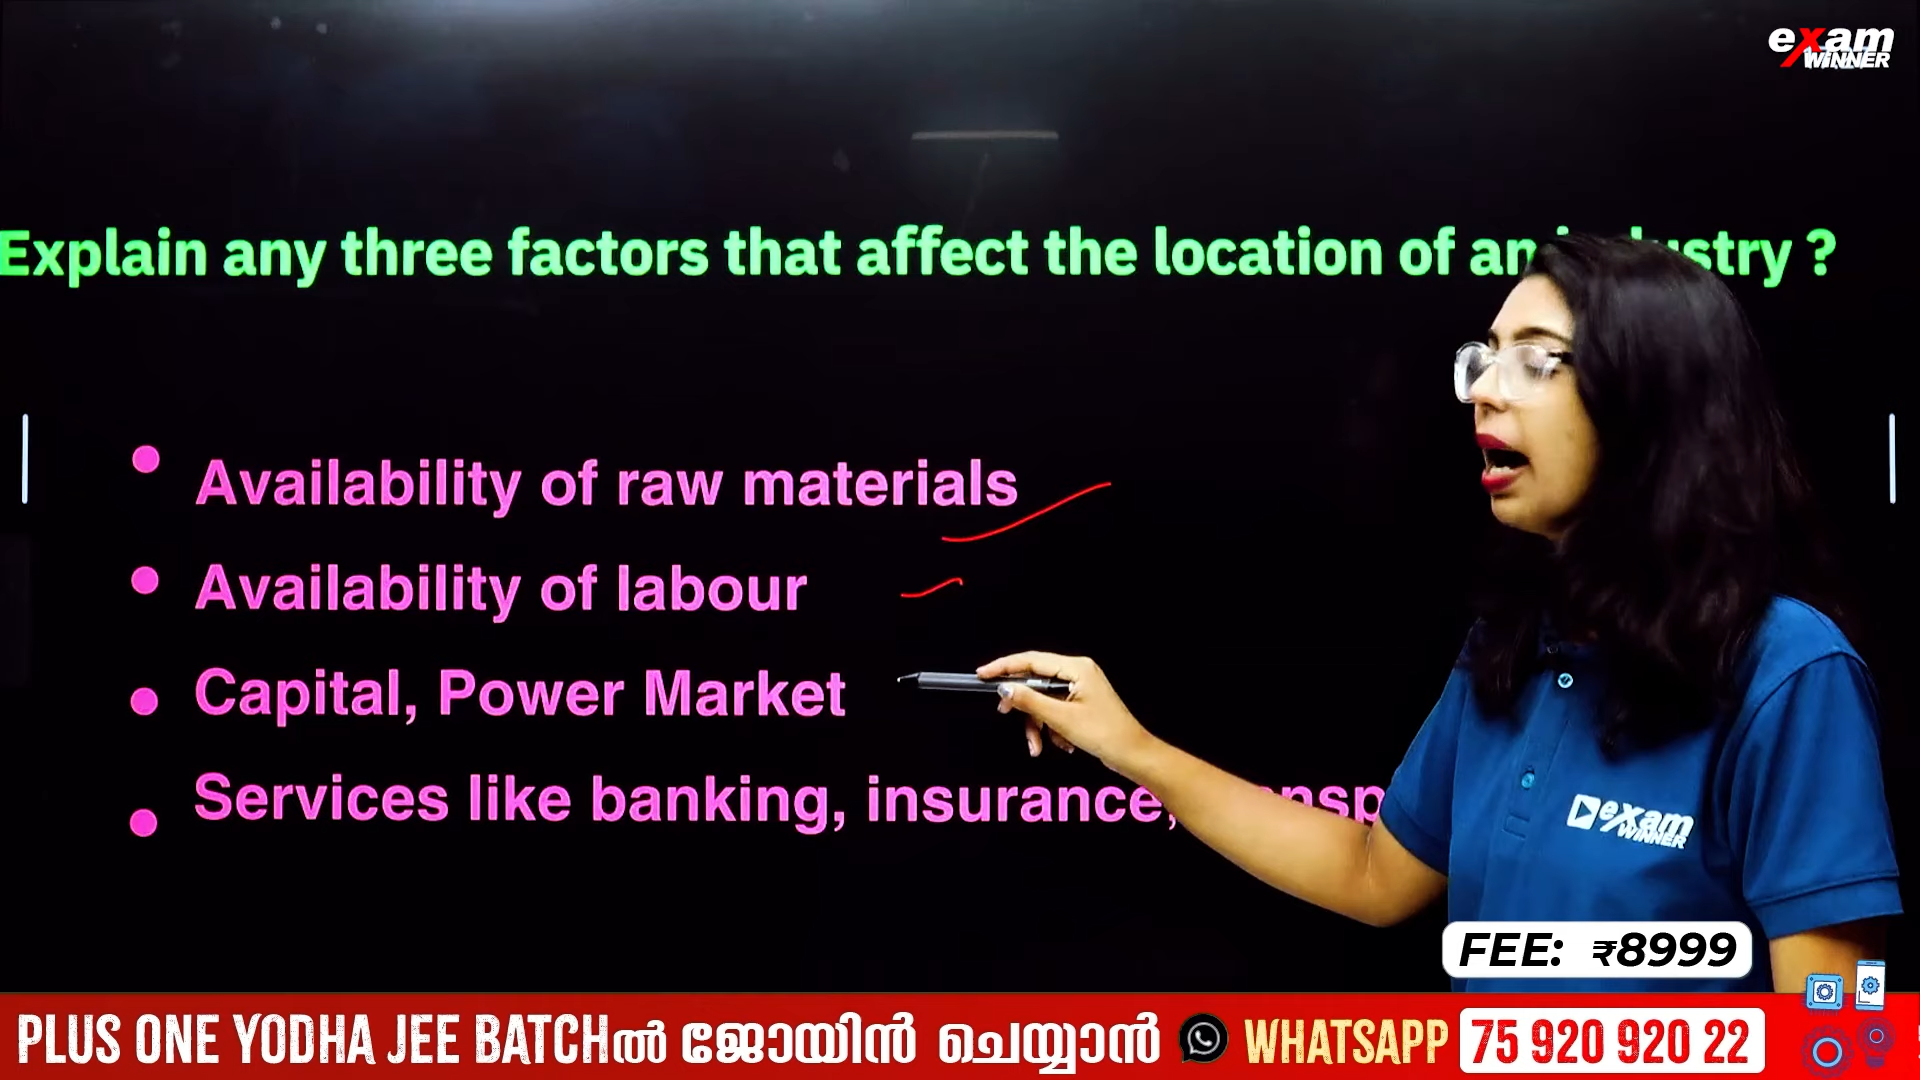 exam
WINNER
Explain any three factors that affect the location of an industry ?
• Availability of raw materials
• Availability of labour
• Capital, Power Market
• Services like banking, insurance,
exam
WINNER
FEE: ₹8999
PLUS ONE YODHA JEE BATCHൽ ജോയിൻ ചെയ്യാൻ WHATSAPP 75 920 920 22